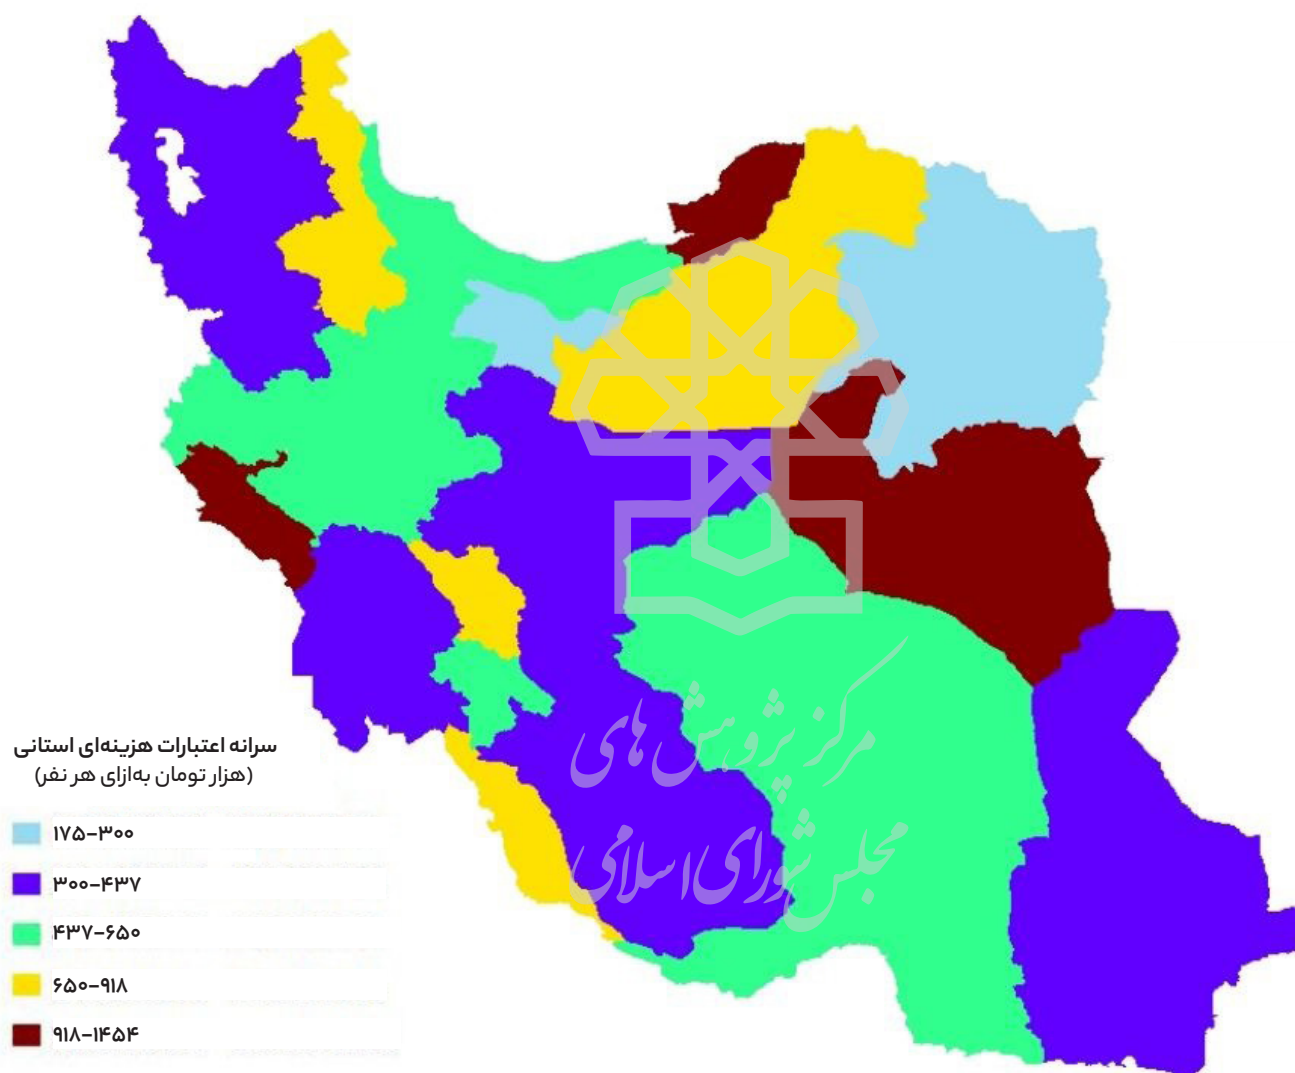 سرانه اعتبارات هزینه‌ای استانی
(هزار تومان به‌ازای هر نفر)
۱۷۵-۳۰۰
۳۰۰-۴۳۷
۴۳۷-۶۵۰
۶۵۰-۹۱۸
۹۱۸-۱۴۵۴
مرکز پژوهش های
مجلس شورای اسلامی